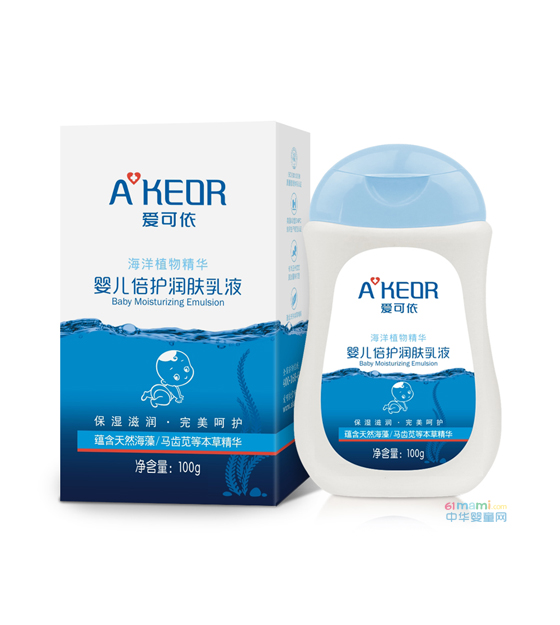 A KEOR
爱可依
海洋植物精华
婴儿倍护润肤乳液
Baby Moisturizing Emulsion
保湿滋润·完美呵护
蕴含天然海藻/马齿苋等本草精华
净含量：100g
A KEOR
爱可依
海洋植物精华
婴儿倍护润肤乳液
Baby Moisturizing Emulsion
保湿滋润·完美呵护
蕴含天然海藻/马齿苋等本草精华
净含量：100g
61mami.com
中华婴童网